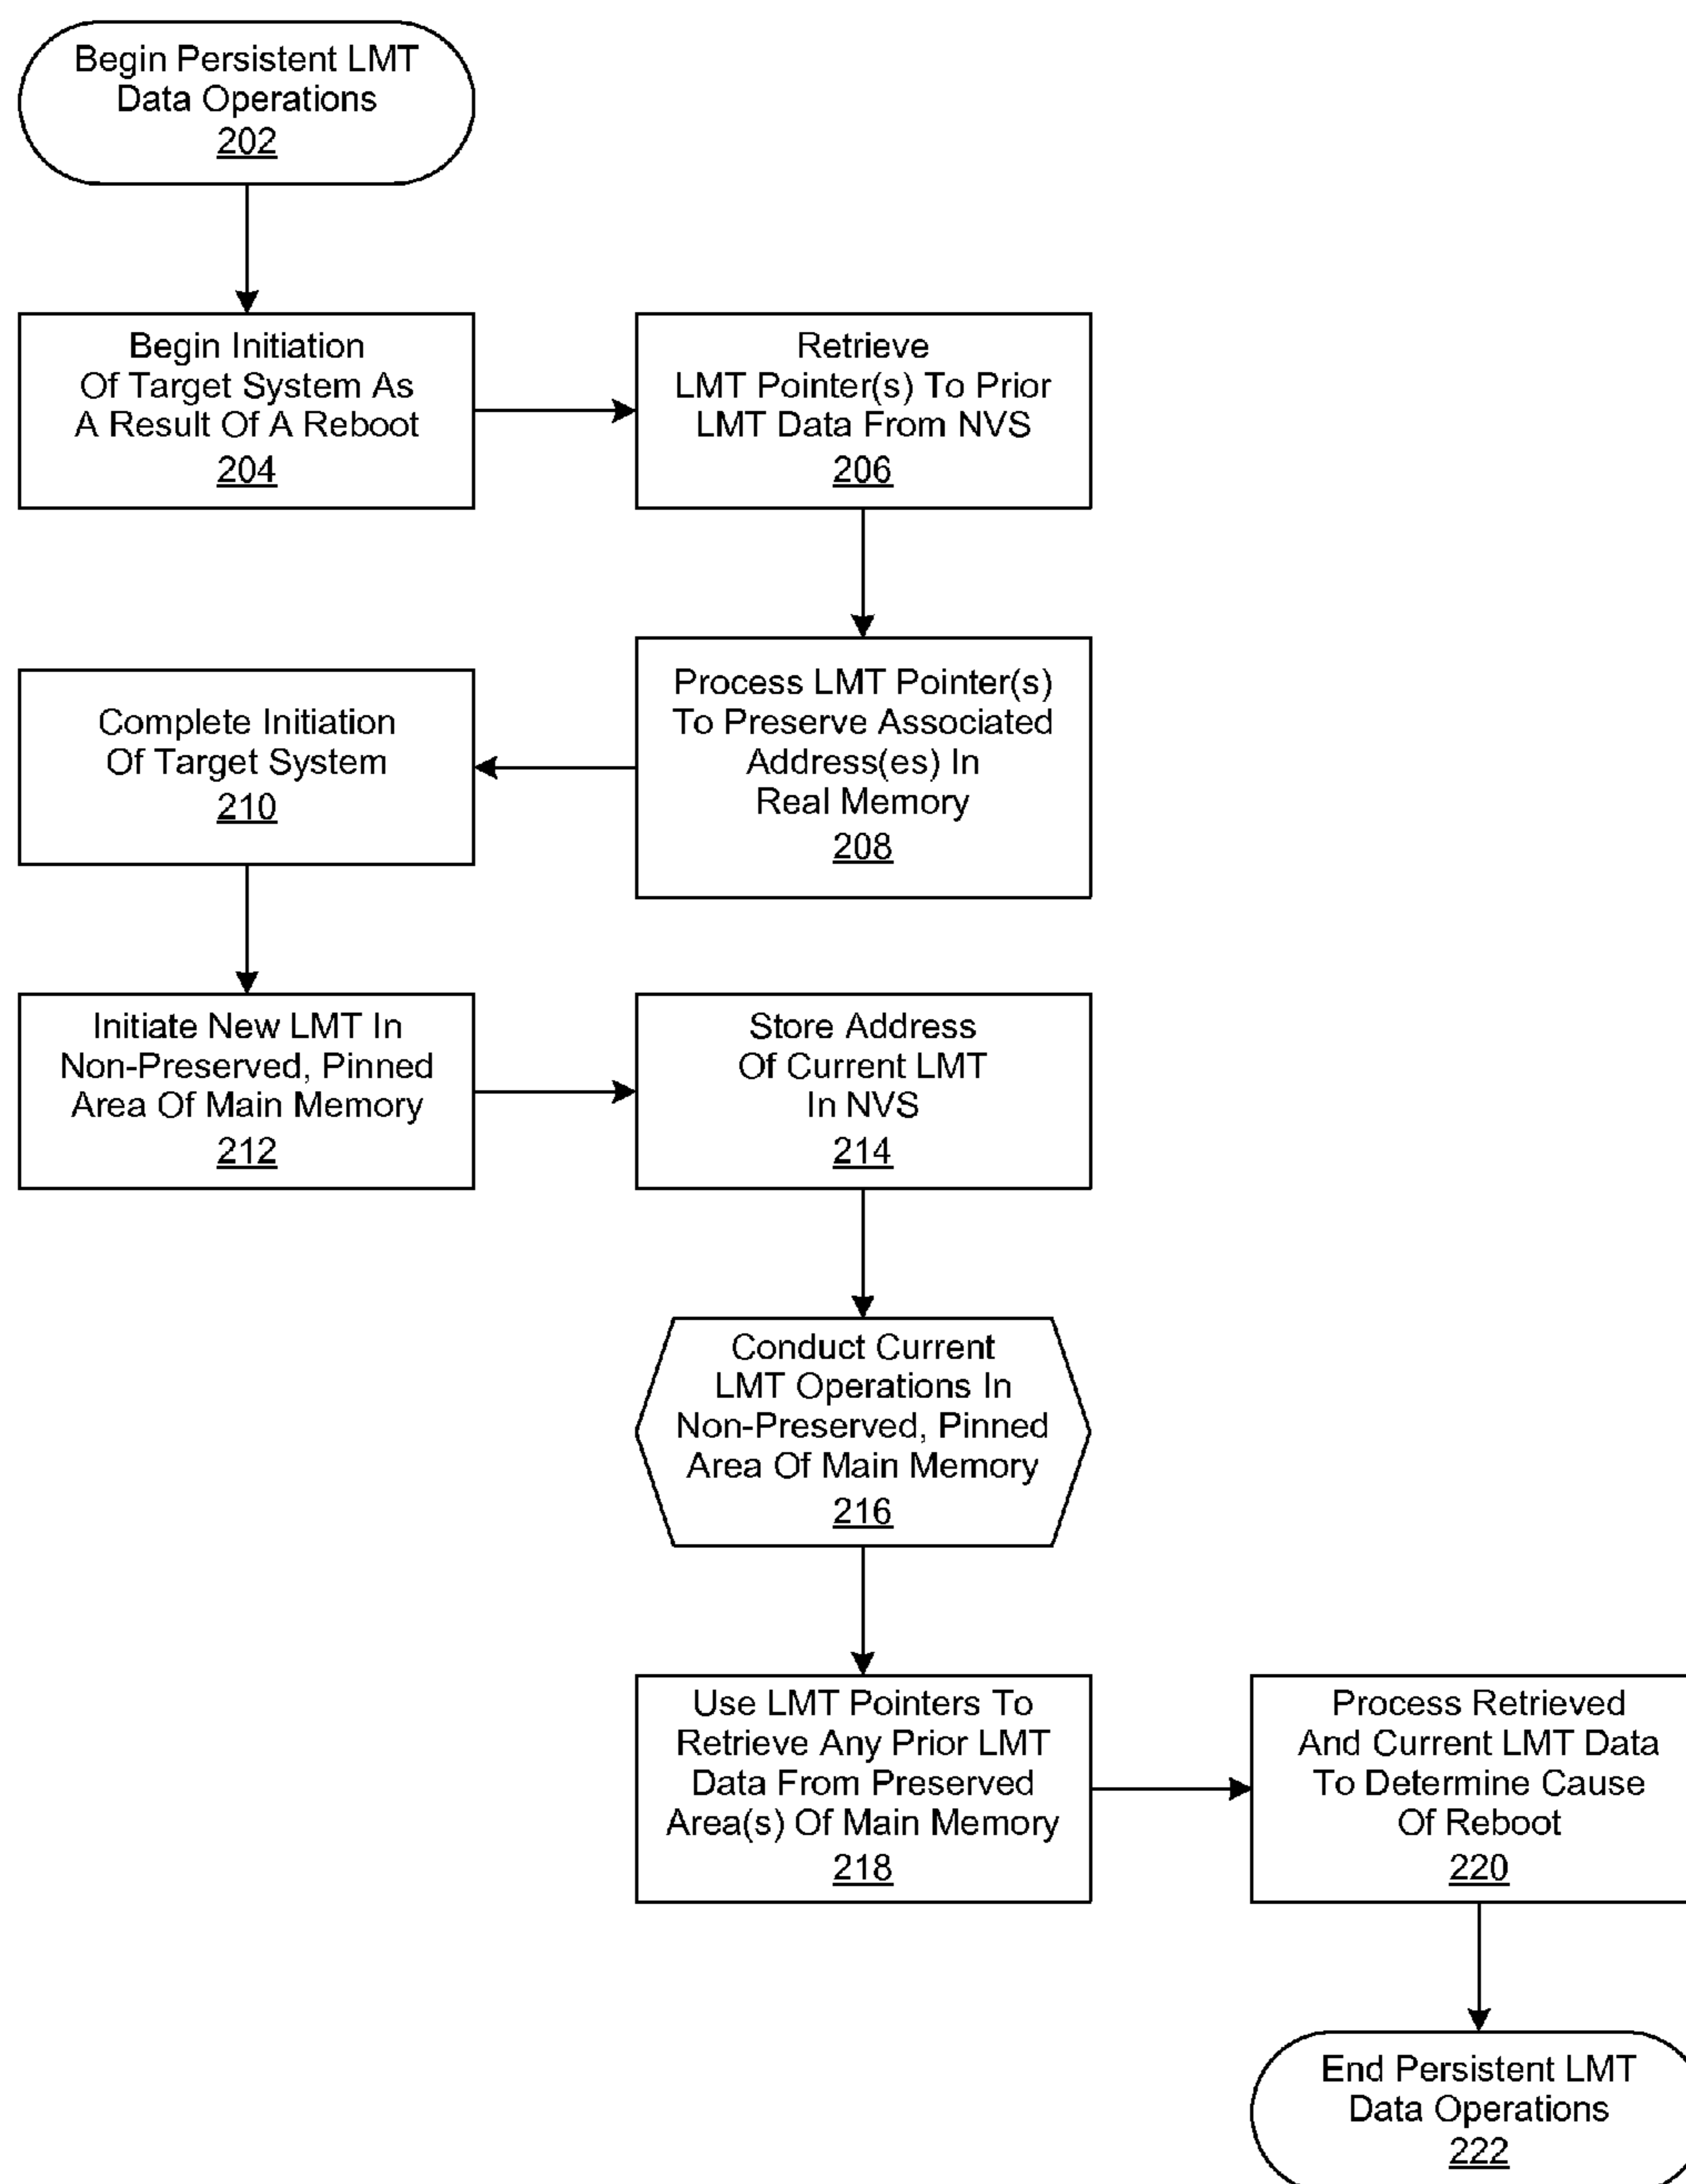 Begin Persistent LMT
Data Operations
202
Begin Initiation
Of Target System As
A Result Of A Reboot
204
Retrieve
LMT Pointer(s) To Prior
LMT Data From NVS
206
Process LMT Pointer(s)
To Preserve Associated
Address(es) In
Real Memory
208
Complete Initiation
Of Target System
210
Initiate New LMT In
Non-Preserved, Pinned
Area Of Main Memory
212
Store Address
Of Current LMT
In NVS
214
Conduct Current
LMT Operations In
Non-Preserved, Pinned
Area Of Main Memory
216
Use LMT Pointers To
Retrieve Any Prior LMT
Data From Preserved
Area(s) Of Main Memory
218
Process Retrieved
And Current LMT Data
To Determine Cause
Of Reboot
220
End Persistent LMT
Data Operations
222